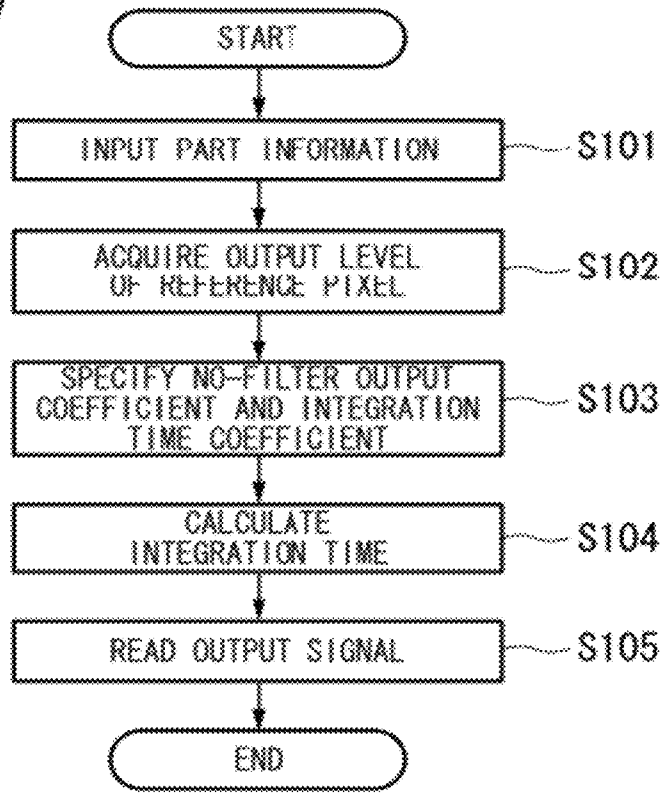 START
INPUT PART INFORMATION
S101
ACQUIRE OUTPUT LEVEL
OF REFERENCE PIXEL
S102
SPECIFY NO-FILTER OUTPUT
COEFFICIENT AND INTEGRATION
TIME COEFFICIENT
S103
CALCULATE
INTEGRATION TIME
S104
READ OUTPUT SIGNAL
S105
END